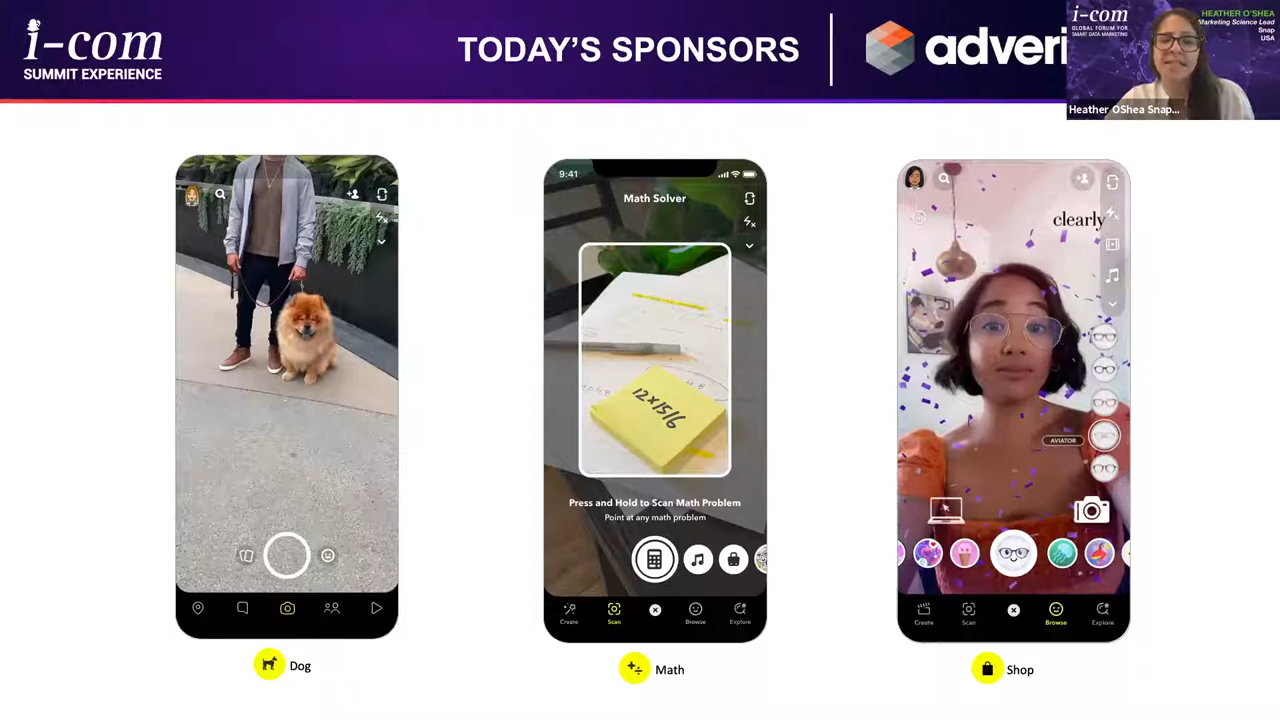 i-com
SUMMIT EXPERIENCE
TODAY'S SPONSORS
adveri
i-com
GLOBAL FORUM FOR
SMART DATA MARKETING
HEATHER O'SHEA
Marketing Science Lead
Snap
USA
Heather OShea Snap...
9:41
Math Solver
12×1516
Press and Hold to Scan Math Problem
Point at any math problem
Create
Scan
Browse
Explore
clearly
AVIATOR
Create
Scan
Browse
Explore
Dog
Math
Shop